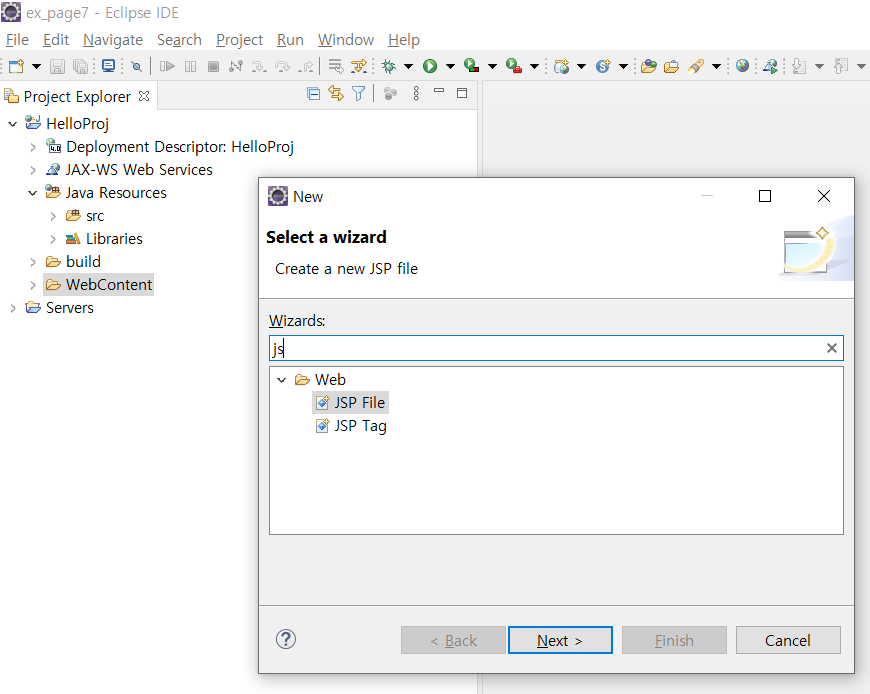 ex_page7 - Eclipse IDE
File Edit Navigate Search Project Run Window Help
Project Explorer
HelloProj
Deployment Descriptor: HelloProj
JAX-WS Web Services
Java Resources
src
Libraries
build
WebContent
Servers
New
Select a wizard
Create a new JSP file
Wizards:
js
Web
JSP File
JSP Tag
< Back Next > Finish Cancel